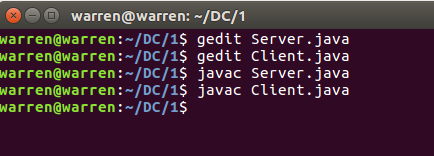 warren@warren: ~/DC/1
warren@warren:~/DC/1$ gedit Server.java
warren@warren:~/DC/1$ gedit Client.java
warren@warren:~/DC/1$ javac Server.java
warren@warren:~/DC/1$ javac Client.java
warren@warren:~/DC/1$